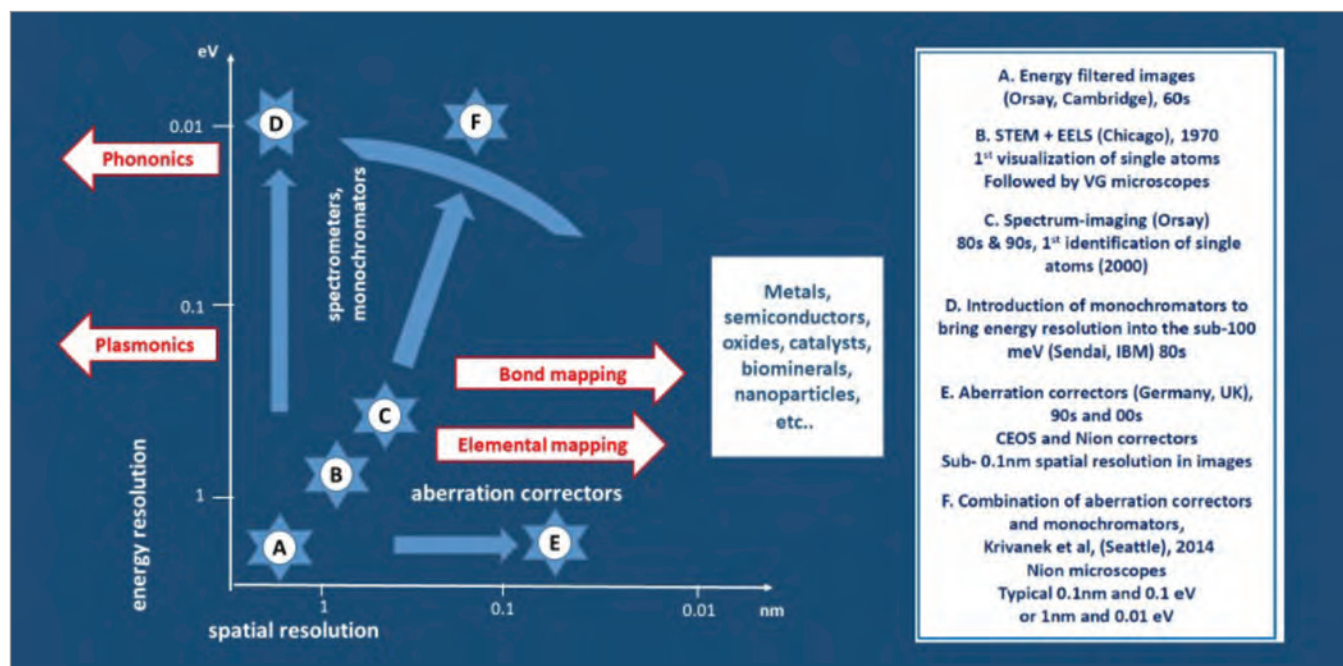 eV
0.01
0.1
1
energy resolution
D
F
Phononics
spectrometers,
monochromators
Plasmonics
C
Bond mapping
Elemental mapping
B
aberration correctors
A
E
1
0.1
0.01
nm
spatial resolution
Metals,
semiconductors,
oxides, catalysts,
biominerals,
nanoparticles,
etc..
A. Energy filtered images
(Orsay, Cambridge), 60s
B. STEM + EELS (Chicago), 1970
1st visualization of single atoms
Followed by VG microscopes
C. Spectrum-imaging (Orsay)
80s & 90s, 1st identification of single
atoms (2000)
D. Introduction of monochromators to
bring energy resolution into the sub-100
meV (Sendai, IBM) 80s
E. Aberration correctors (Germany, UK),
90s and 00s
CEOS and Nion correctors
Sub- 0.1nm spatial resolution in images
F. Combination of aberration correctors
and monochromators,
Krivanek et al, (Seattle), 2014
Nion microscopes
Typical 0.1nm and 0.1 eV
or 1nm and 0.01 eV